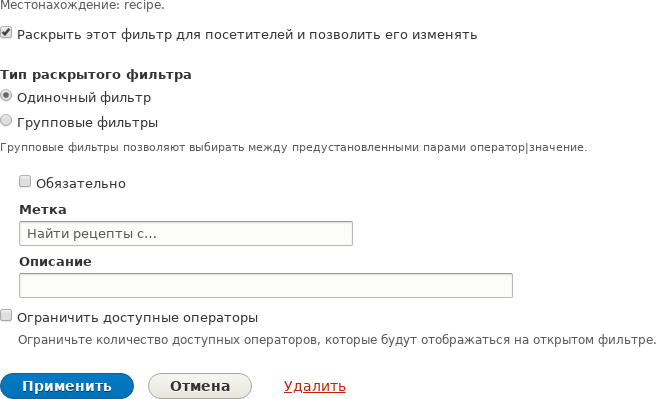 Местонахождение: recipe.
Раскрыть этот фильтр для посетителей и позволить его изменять
Тип раскрытого фильтра
Одиночный фильтр
Групповые фильтры
Групповые фильтры позволяют выбирать между предустановленными парами оператор|значение.
Обязательно
Метка
Найти рецепты с...
Описание
Ограничить доступные операторы
Ограничьте количество доступных операторов, которые будут отображаться на открытом фильтре.
Применить Отмена Удалить